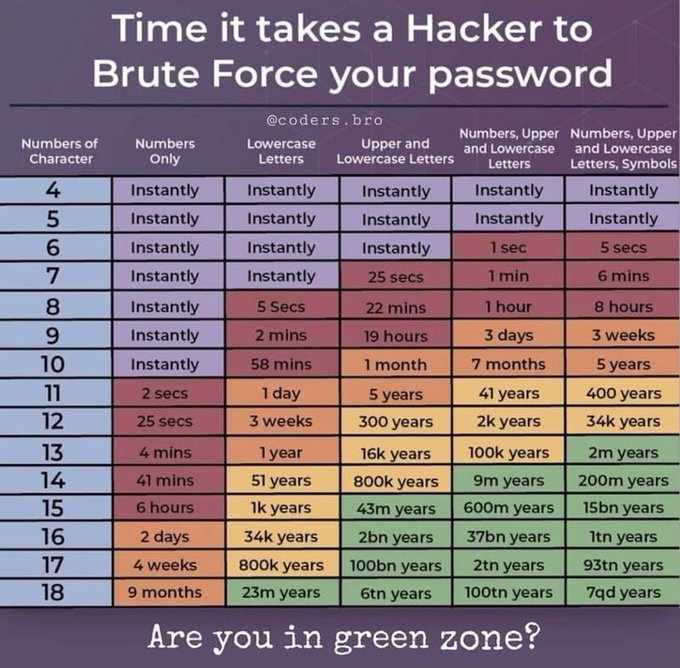 Time it takes a Hacker to
Brute Force your password
@coders.bro
Numbers of Character Numbers Only Lowercase Letters Upper and Lowercase Letters Numbers, Upper and Lowercase Letters Numbers, Upper and Lowercase Letters, Symbols
4 Instantly Instantly Instantly Instantly Instantly
5 Instantly Instantly Instantly Instantly Instantly
6 Instantly Instantly Instantly 1 sec 5 secs
7 Instantly Instantly 25 secs 1 min 6 mins
8 Instantly 5 Secs 22 mins 1 hour 8 hours
9 Instantly 2 mins 19 hours 3 days 3 weeks
10 Instantly 58 mins 1 month 7 months 5 years
11 2 secs 1 day 5 years 41 years 400 years
12 25 secs 3 weeks 300 years 2k years 34k years
13 4 mins 1 year 16k years 100k years 2m years
14 41 mins 51 years 800k years 9m years 200m years
15 6 hours 1k years 43m years 600m years 15bn years
16 2 days 34k years 2bn years 37bn years 1tn years
17 4 weeks 800k years 100bn years 2tn years 93tn years
18 9 months 23m years 6tn years 100tn years 7qd years
Are you in green zone?